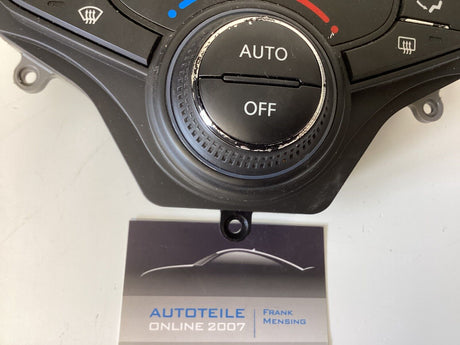 AUTO
OFF
AUTOTEILE
ONLINE 2007
FRANK
MENSING